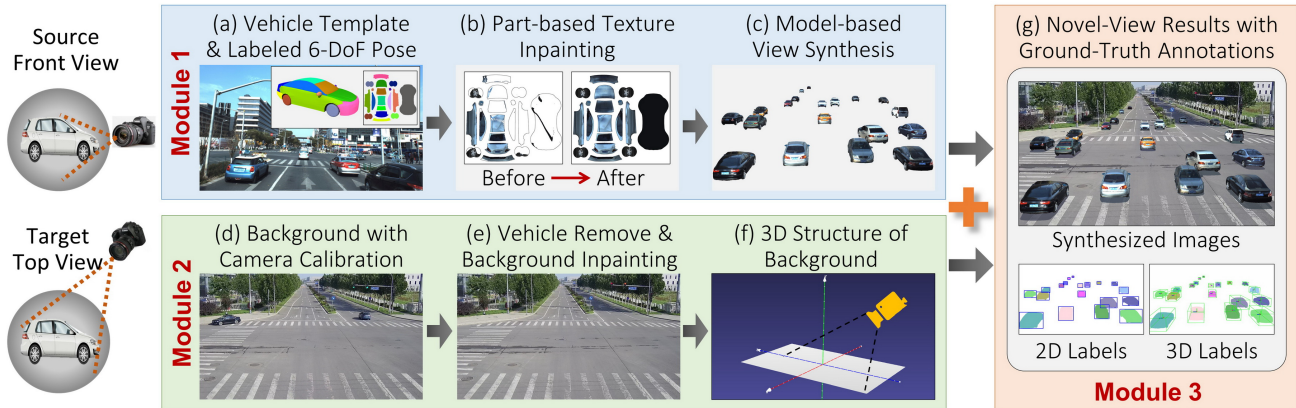 Source
Front View
Target
Top View
Module 1
(a) Vehicle Template
& Labeled 6-DoF Pose
(b) Part-based Texture
Inpainting
Before
After
(c) Model-based
View Synthesis
Module 2
(d) Background with
Camera Calibration
(e) Vehicle Remove &
Background Inpainting
(f) 3D Structure of
Background
(g) Novel-View Results with
Ground-Truth Annotations
Synthesized Images
2D Labels
3D Labels
Module 3